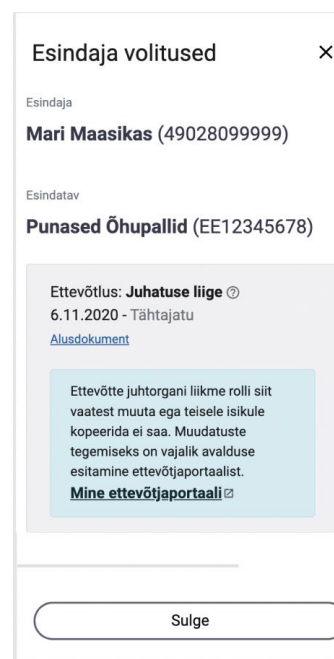 Esindaja volitused
Esindaja
Mari Maasikas (49028099999)
Esindatav
Punased Õhupallid (EE12345678)
Ettevõtlus: Juhatuse liige
6.11.2020 - Tähtajatu
Alusdokument
Ettevõtte juhtorgani liikme rolli siit
vaatest muuta ega teisele isikule
kopeerida ei saa. Muudatuste
tegemiseks on vajalik avalduse
esitamine ettevõtjaportaalist.
Mine ettevõtjaportaali
Sulge